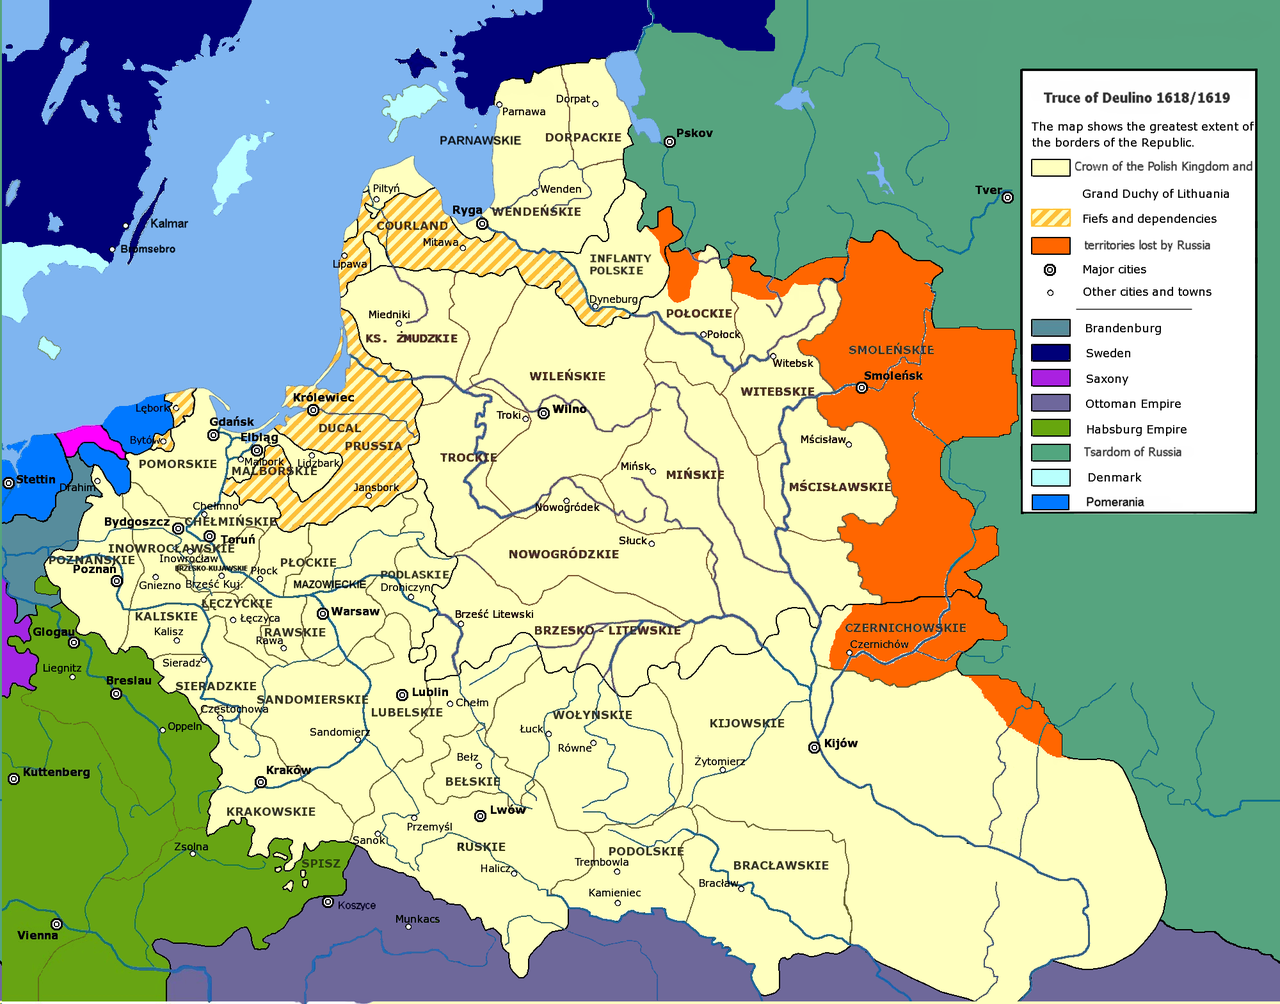 Truce of Deulino 1618/1619
The map shows the greatest extent of
the borders of the Republic.
Crown of the Polish Kingdom and
Grand Duchy of Lithuania
Fiefs and dependencies
territories lost by Russia
Major cities
Other cities and towns
Brandenburg
Sweden
Saxony
Ottoman Empire
Habsburg Empire
Tsardom of Russia
Denmark
Pomerania
Dorpat
Parnawa
Pskov
PARNAWSKIE
DORPACKIE
Piltyń
Wenden
Tver
Ryga
WENDEŃSKIE
Kalmar
COURLAND
Mitawa
Bromsebro
Lipawa
INFLANTY
POLSKIE
Dyneburg
Miedniki
POŁOCKIE
KS. ŻMUDZKIE
Połock
SMOLEŃSKIE
Witebsk
WILEŃSKIE
Smoleńsk
WITEBSKIE
Królewiec
Lębork
Troki
Wilno
Gdańsk
DUCAL
Bytów
Elbląg
PRUSSIA
Mścisław
TROCKIE
POMORSKIE
Malbork
Lidzbark
MALBORSKIE
Mińsk
MIŃSKIE
Stettin
Drahim
Jansbork
MŚCISŁAWSKIE
Chełmno
Nowogródek
Bydgoszcz
CHEŁMIŃSKIE
Toruń
Słuck
INOWROCŁAWSKIE
NOWOGRÓDZKIE
POZNAŃSKIE
Inowrocław
PŁOCKIE
Poznań
BRZESKO-KUJAWSKIE
Płock
PODLASKIE
Gniezno
Brześć Kuj.
MAZOWIECKIE
Drohiczyn
ŁĘCZYCKIE
Warsaw
Brześć Litewski
KALISKIE
Łęczyca
Glogau
Kalisz
RAWSKIE
BRZESKO - LITEWSKIE
CZERNICHOWSKIE
Rawa
Czernichów
Liegnitz
Sieradz
Breslau
SIERADZKIE
Lublin
SANDOMIERSKIE
Chełm
Częstochowa
LUBELSKIE
WOŁYŃSKIE
KIJOWSKIE
Oppeln
Sandomierz
Łuck
Równe
Kijów
Bełz
Żytomierz
Kuttenberg
Kraków
BEŁSKIE
KRAKOWSKIE
Lwów
Przemyśl
Sanok
Zsolna
RUSKIE
PODOLSKIE
SPISZ
Halicz
Trembowla
BRACŁAWSKIE
Bracław
Kamieniec
Koszyce
Munkacs
Vienna